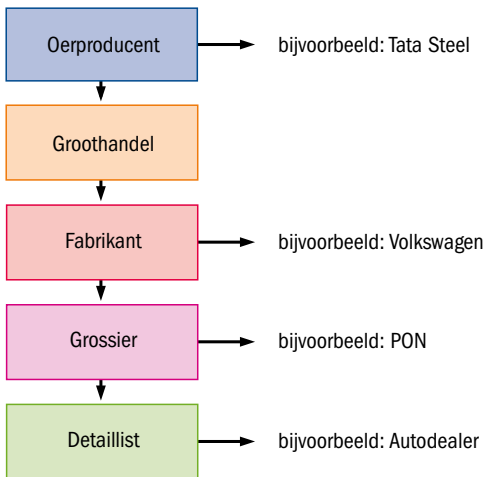 Oerproducent bijvoorbeeld: Tata Steel
Groothandel
Fabrikant bijvoorbeeld: Volkswagen
Grossier bijvoorbeeld: PON
Detaillist bijvoorbeeld: Autodealer